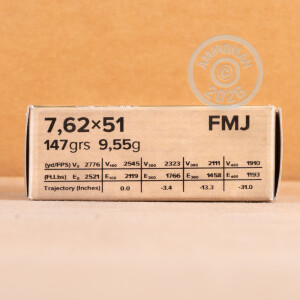 AMMOMAN
2026
7,62×51 FMJ
147grs 9,55g
(yd/FPS) V₀ 2776 V₁₀₀ 2545 V₂₀₀ 2323 V₃₀₀ 2111 V₄₀₀ 1910
(Ft.Lbs) E₀ 2521 E₁₀₀ 2119 E₂₀₀ 1766 E₃₀₀ 1458 E₄₀₀ 1193
Trajectory (Inches) 0.0 -3.4 -13.3 -31.0